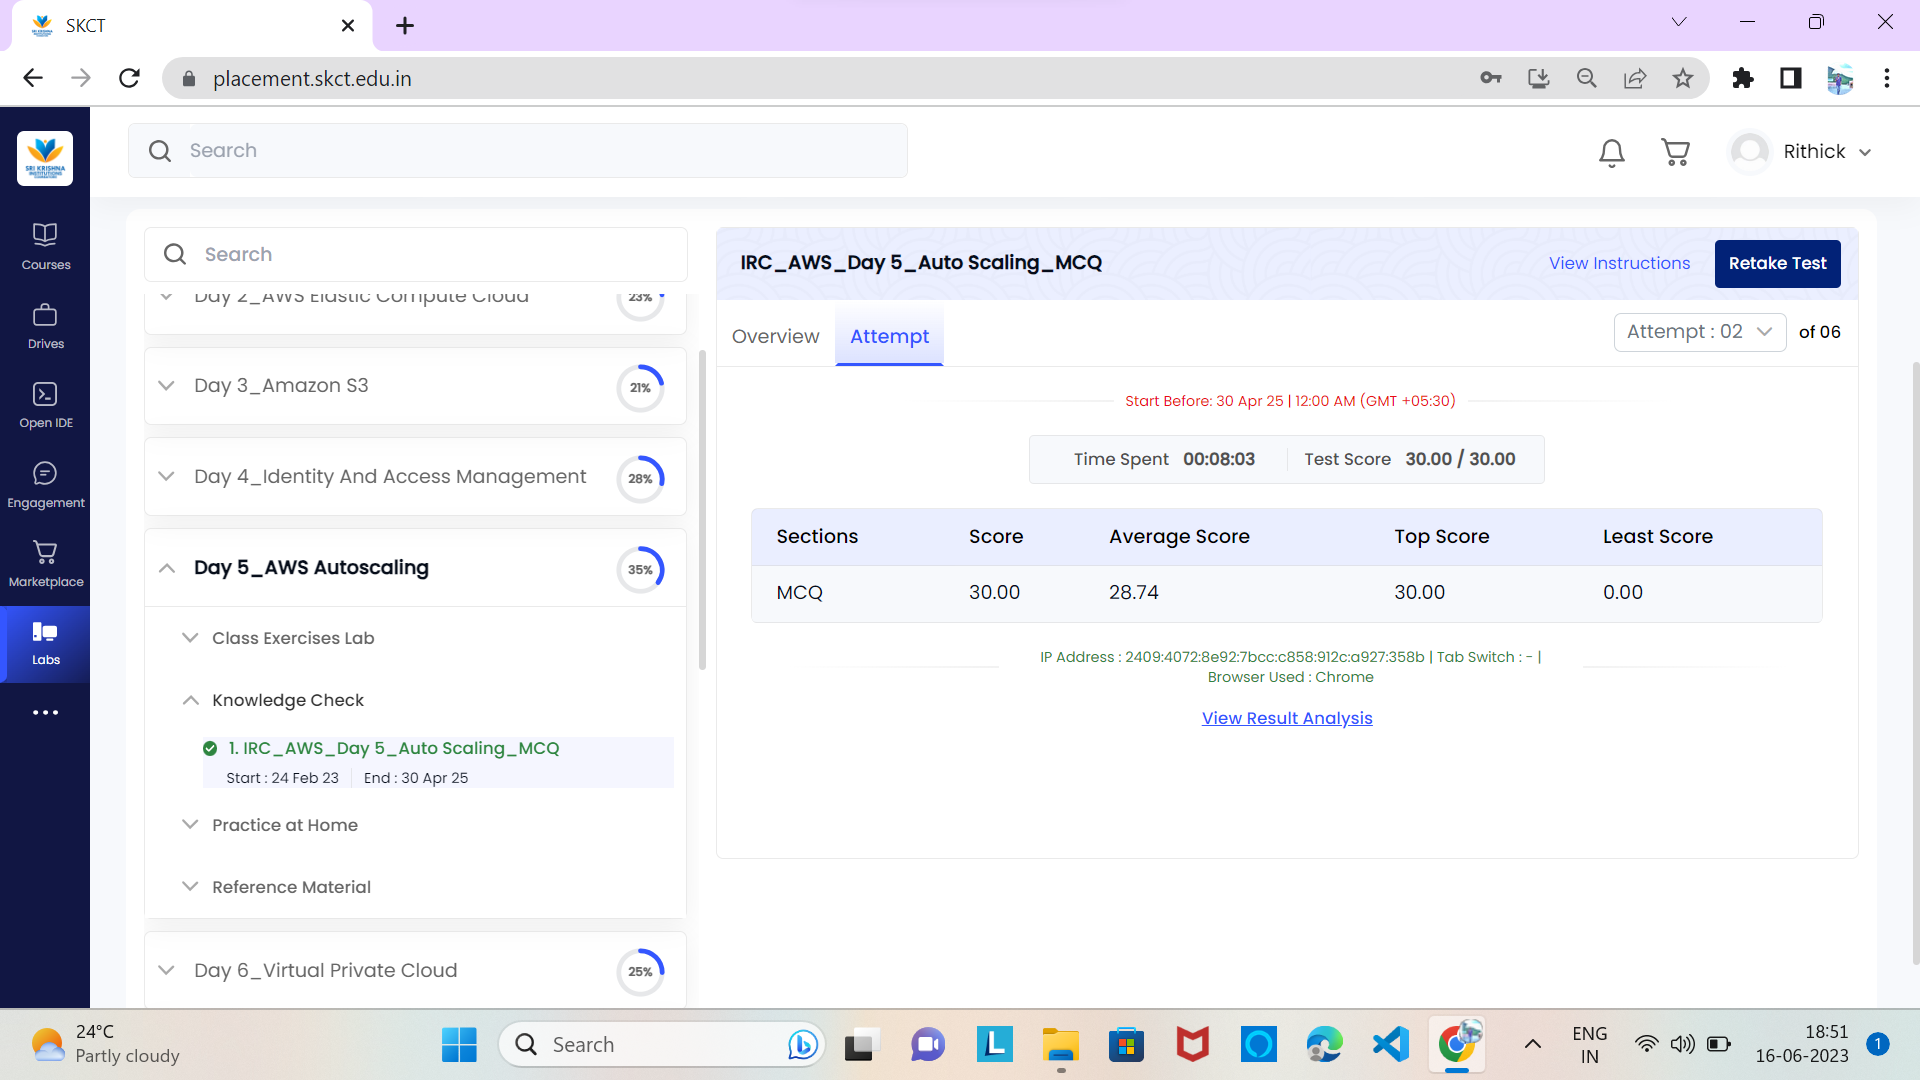 SKCT
placement.skct.edu.in
SRI KRISHNA
INSTITUTIONS
Search
Rithick
Courses
Drives
Open IDE
Engagement
Marketplace
Labs
Search
Day 2_AWS Elastic Compute Cloud
23%
Day 3_Amazon S3
21%
Day 4_Identity And Access Management
28%
Day 5_AWS Autoscaling
35%
Class Exercises Lab
Knowledge Check
1. IRC_AWS_Day 5_Auto Scaling_MCQ
Start : 24 Feb 23 End : 30 Apr 25
Practice at Home
Reference Material
Day 6_Virtual Private Cloud
25%
IRC_AWS_Day 5_Auto Scaling_MCQ
View Instructions
Retake Test
Overview Attempt
Attempt : 02 of 06
Start Before: 30 Apr 25 | 12:00 AM (GMT +05:30)
Time Spent 00:08:03 Test Score 30.00 / 30.00
Sections Score Average Score Top Score Least Score
MCQ 30.00 28.74 30.00 0.00
IP Address : 2409:4072:8e92:7bcc:c858:912c:a927:358b | Tab Switch : - |
Browser Used : Chrome
View Result Analysis
24°C
Partly cloudy
Search
L
ENG
IN
18:51
16-06-2023
1